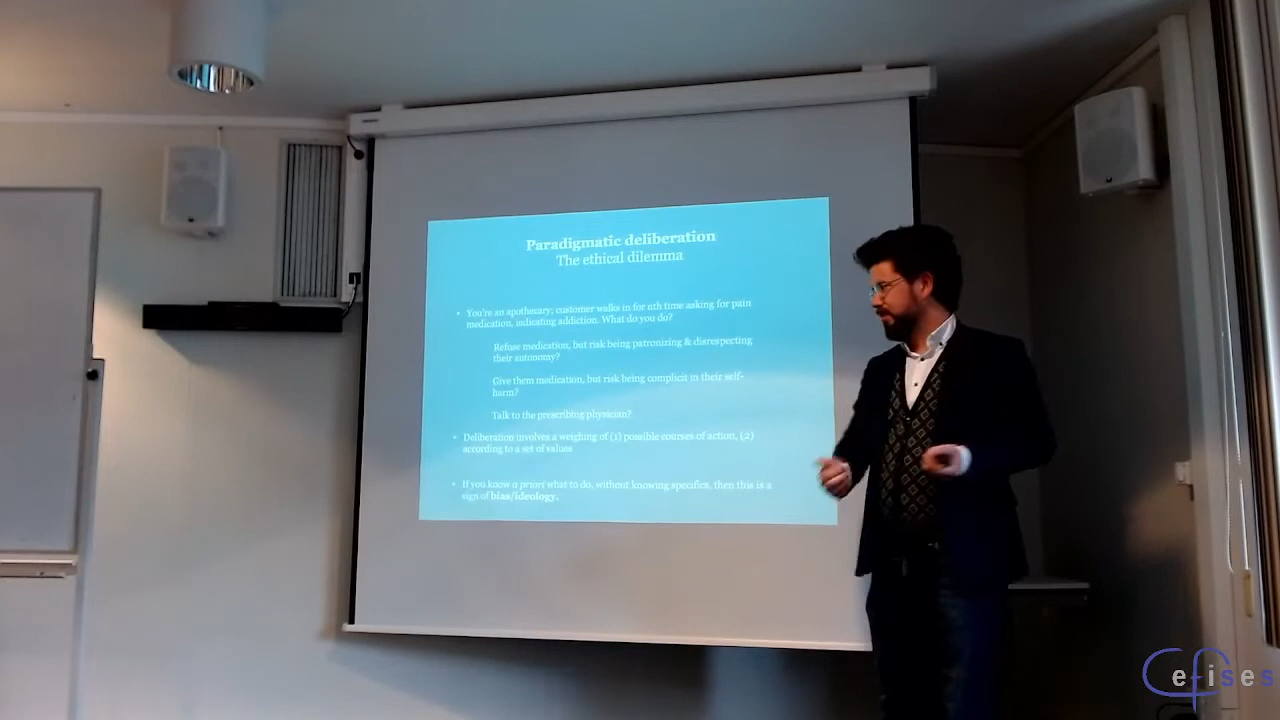 Paradigmatic deliberation
The ethical dilemma
• You're an apothecary; customer walks in for nth time asking for pain
medication, indicating addiction. What do you do?
Refuse medication, but risk being patronizing & disrespecting
their autonomy?
Give them medication, but risk being complicit in their self-
harm?
Talk to the prescribing physician?
• Deliberation involves a weighing of (1) possible courses of action, (2)
according to a set of values
• If you know a priori what to do, without knowing specifics, then this is a
sign of bias/ideology.
Cefises